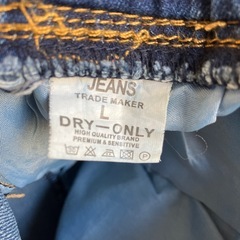 JEANS
TRADE MAKER
L
DRY—ONLY
HIGH QUALITY BRAND
PREMIUM & SENSITIVE